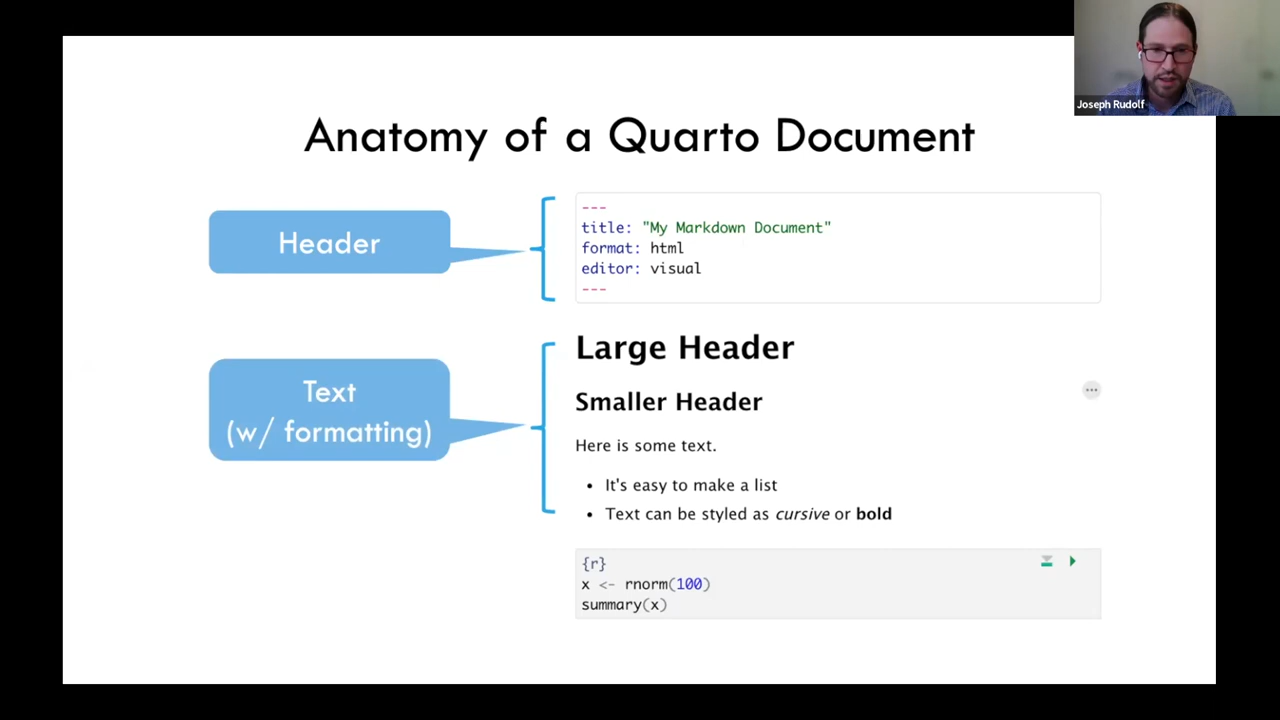 Joseph Rudolf
Anatomy of a Quarto Document
Header
---
title: "My Markdown Document"
format: html
editor: visual
---
Text
(w/ formatting)
Large Header
Smaller Header
Here is some text.
• It's easy to make a list
• Text can be styled as cursive or bold
{r}
x <- rnorm(100)
summary(x)